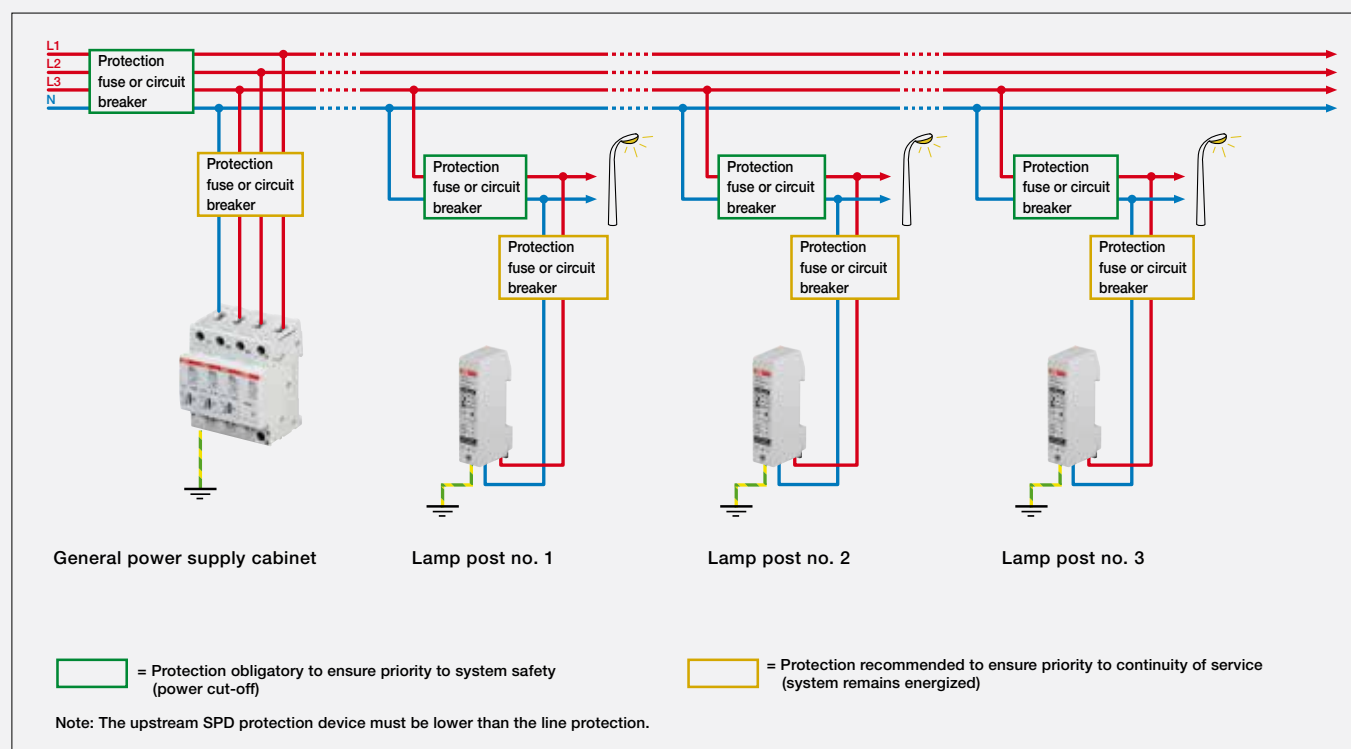 L1
L2
L3
N
Protection
fuse or circuit
breaker
Protection
fuse or circuit
breaker
Protection
fuse or circuit
breaker
Protection
fuse or circuit
breaker
Protection
fuse or circuit
breaker
Protection
fuse or circuit
breaker
Protection
fuse or circuit
breaker
Protection
fuse or circuit
breaker
General power supply cabinet
Lamp post no. 1
Lamp post no. 2
Lamp post no. 3
= Protection obligatory to ensure priority to system safety
(power cut-off)
= Protection recommended to ensure priority to continuity of service
(system remains energized)
Note: The upstream SPD protection device must be lower than the line protection.